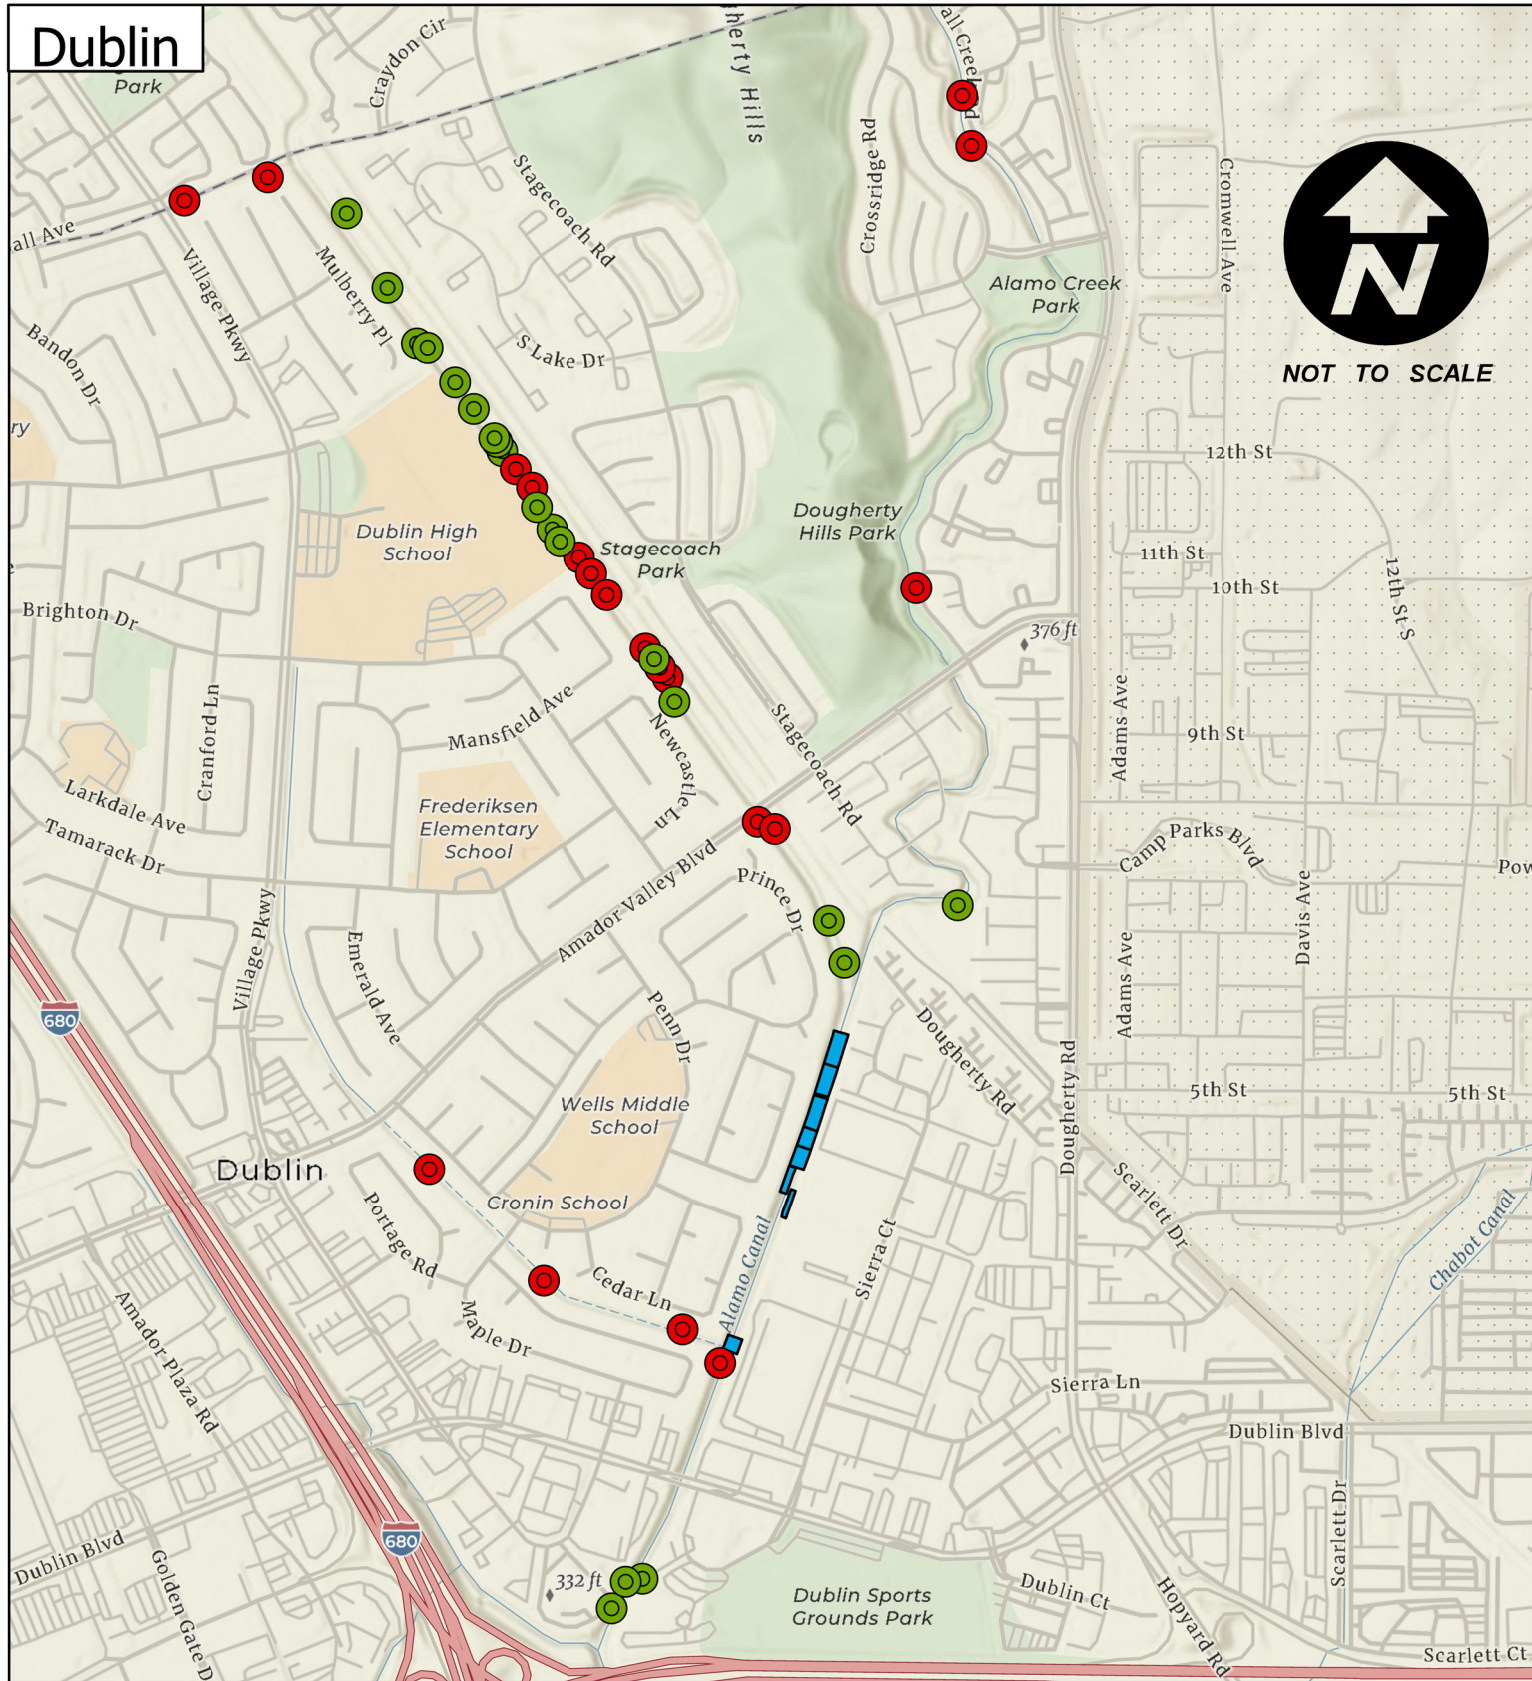 Dublin
Park
Craydon Cir
Hills
Crossridge Rd
Stagecoach Rd
Cromwell Ave
Village Pkwy
Mulberry Pl
Alamo Creek
Park
N
NOT TO SCALE
Bandon Dr
S Lake Dr
12th St
Dublin High
School
Dougherty
Hills Park
Stagecoach
Park
11th St
10th St
12th St S
Brighton Dr
376 ft
Cranford Ln
Mansfield Ave
Newcastle Ln
Stagecoach Rd
Adams Ave
9th St
Larkdale Ave
Tamarack Dr
Frederiksen
Elementary
School
Camp Parks Blvd
Amador Valley Blvd
Prince Dr
Davis Ave
Village Pkwy
Emerald Ave
Adams Ave
680
Penn Dr
Dougherty Rd
Dougherty Rd
5th St
5th St
Wells Middle
School
Dublin
Cronin School
Portage Rd
Scarlett Dr
Chabot Canal
Alamo Canal
Sierra Ct
Cedar Ln
Maple Dr
Amador Plaza Rd
Sierra Ln
Dublin Blvd
Scarlett Dr
680
Dublin Blvd
332 ft
Golden Gate D
Dublin Sports
Grounds Park
Dublin Ct
Hopyard Rd
Scarlett Ct